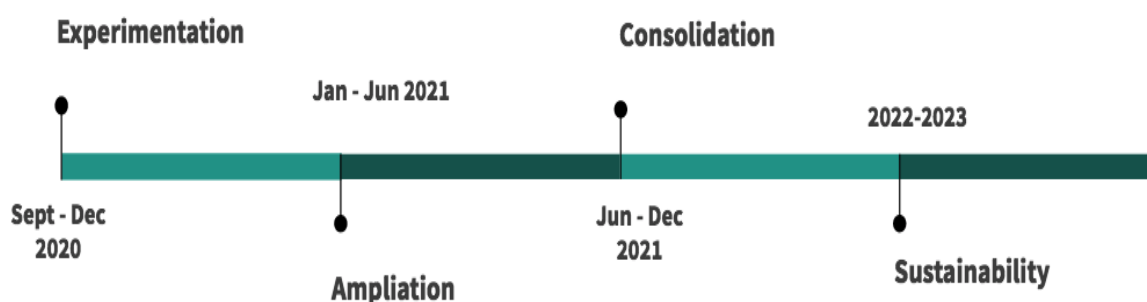 Experimentation
Consolidation
Jan - Jun 2021
2022-2023
Sept - Dec
2020
Jun - Dec
2021
Sustainability
Ampliation